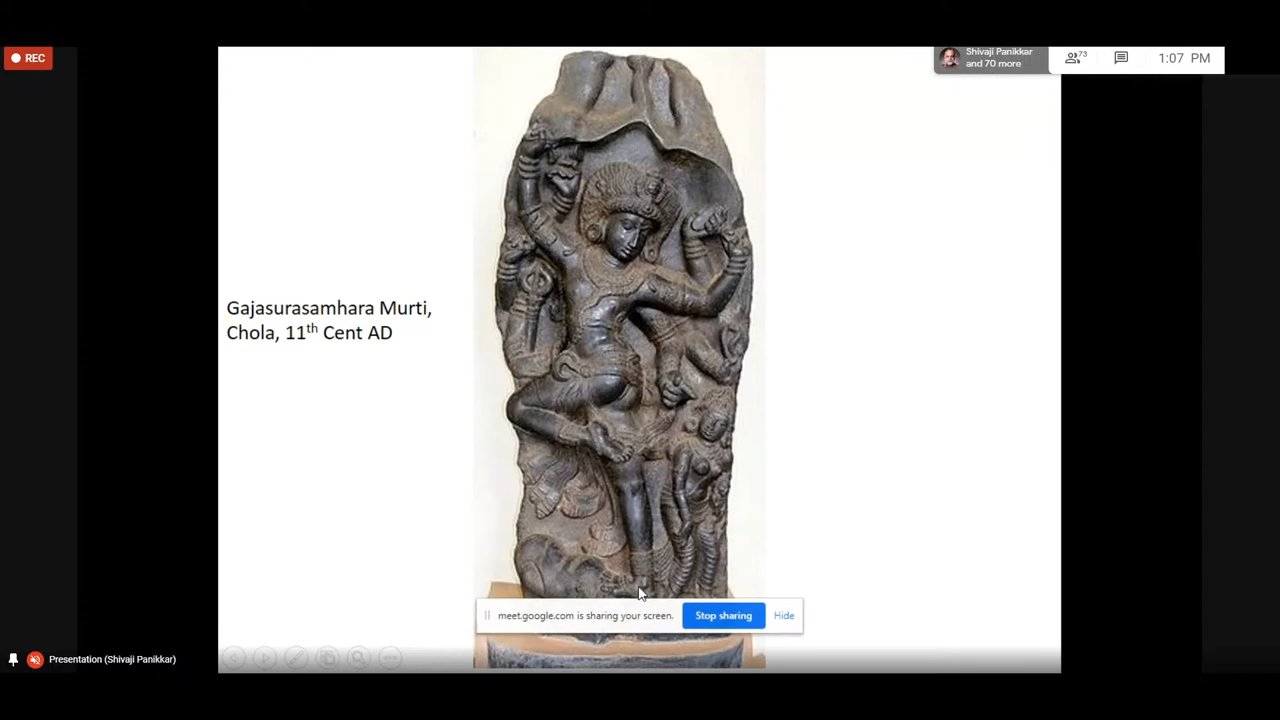 REC
Shivaji Panikkar
and 70 more
73
1:07 PM
Gajasurasamhara Murti,
Chola, 11th Cent AD
meet.google.com is sharing your screen.
Stop sharing
Hide
Presentation (Shivaji Panikkar)